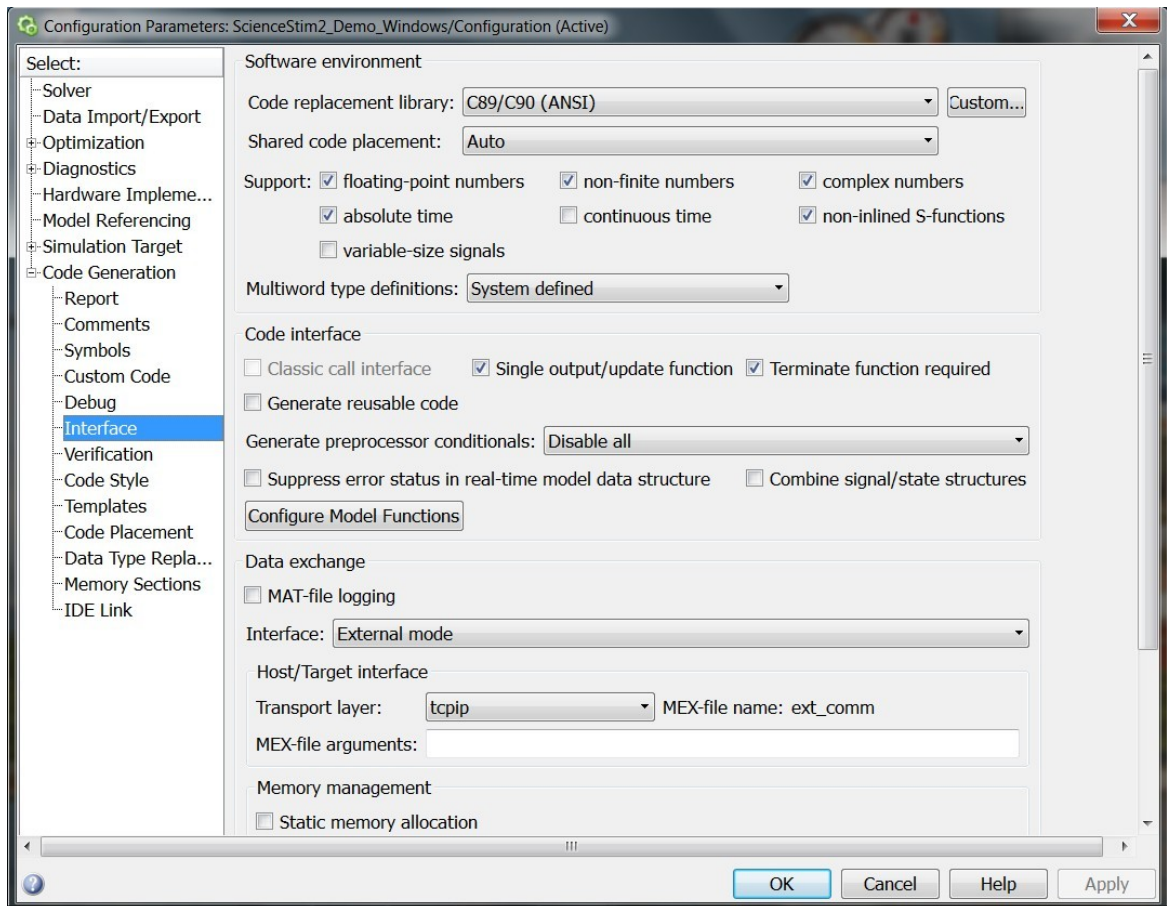 Configuration Parameters: ScienceStim2_Demo_Windows/Configuration (Active)
Select:
Solver
Data Import/Export
Optimization
Diagnostics
Hardware Impleme...
Model Referencing
Simulation Target
Code Generation
Report
Comments
Symbols
Custom Code
Debug
Interface
Verification
Code Style
Templates
Code Placement
Data Type Repla...
Memory Sections
IDE Link
Software environment
Code replacement library: C89/C90 (ANSI) Custom...
Shared code placement: Auto
Support: floating-point numbers non-finite numbers complex numbers
absolute time continuous time non-inlined S-functions
variable-size signals
Multiword type definitions: System defined
Code interface
Classic call interface Single output/update function Terminate function required
Generate reusable code
Generate preprocessor conditionals: Disable all
Suppress error status in real-time model data structure Combine signal/state structures
Configure Model Functions
Data exchange
MAT-file logging
Interface: External mode
Host/Target interface
Transport layer: tcpip MEX-file name: ext_comm
MEX-file arguments:
Memory management
Static memory allocation
OK Cancel Help Apply